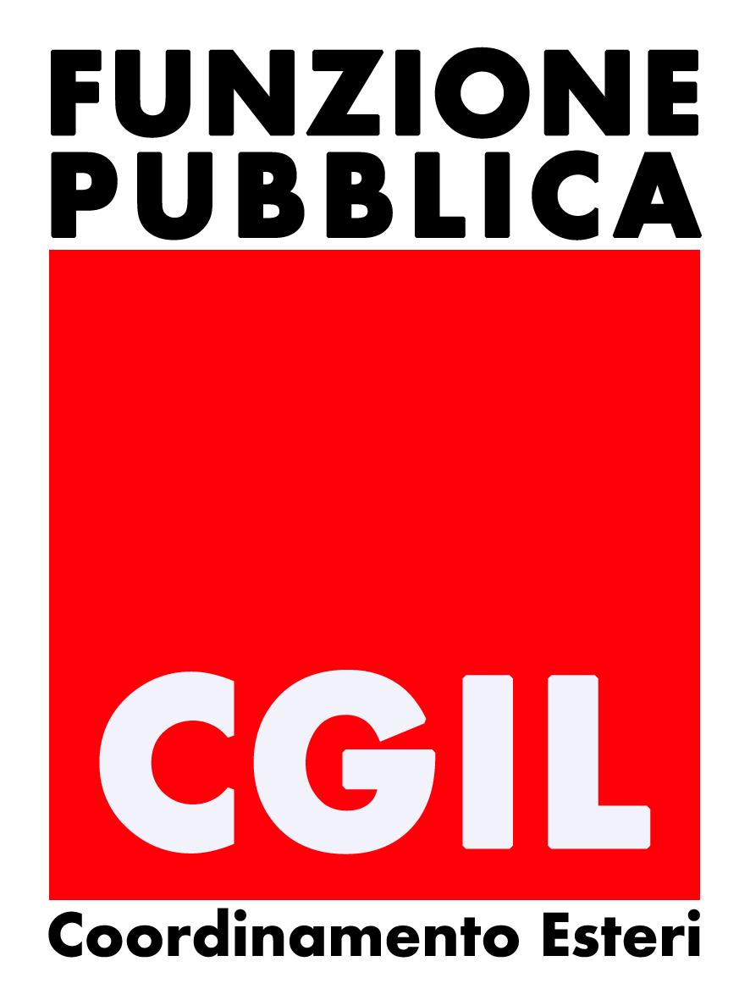 FUNZIONE
PUBBLICA
CGIL
Coordinamento Esteri